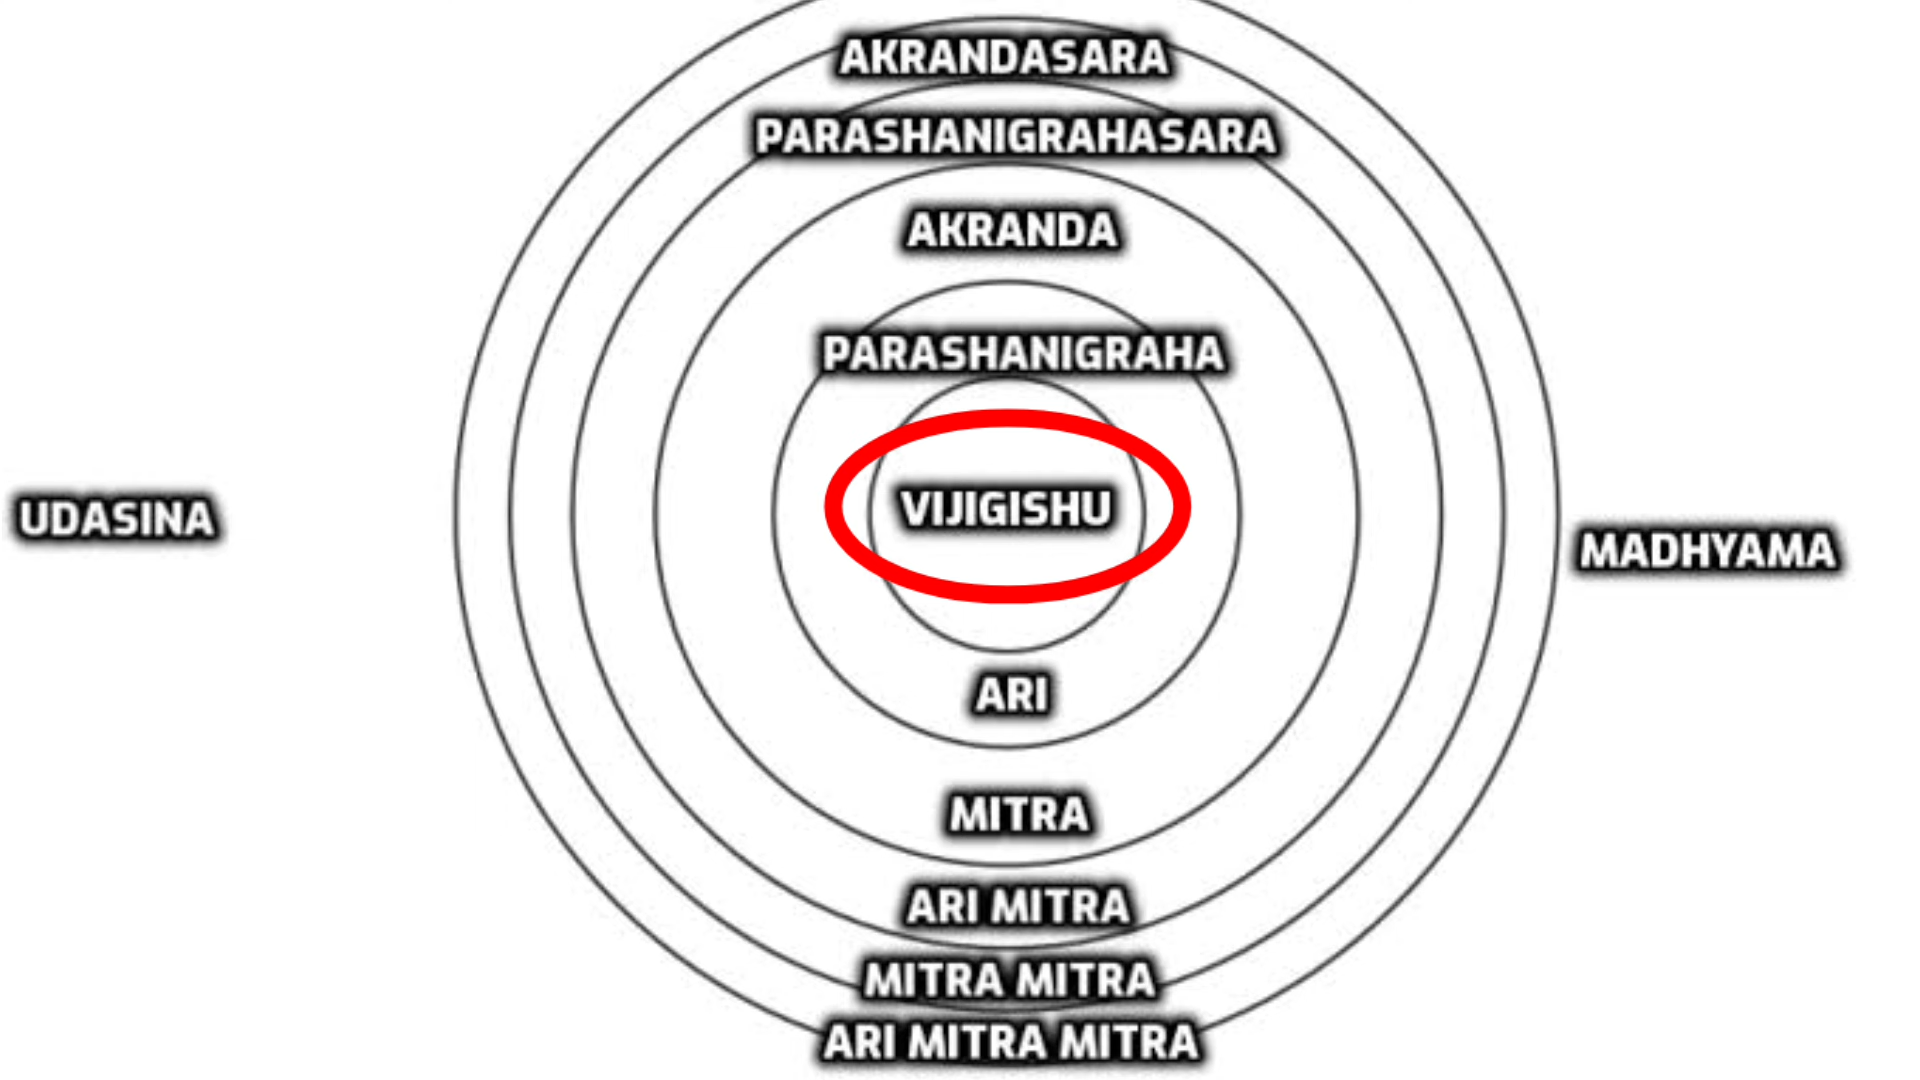 AKRANDASARA
PARASHANIGRAHASARA
AKRANDA
PARASHANIGRAHA
VIJIGISHU
UDASINA
MADHYAMA
ARI
MITRA
ARI MITRA
MITRA MITRA
ARI MITRA MITRA